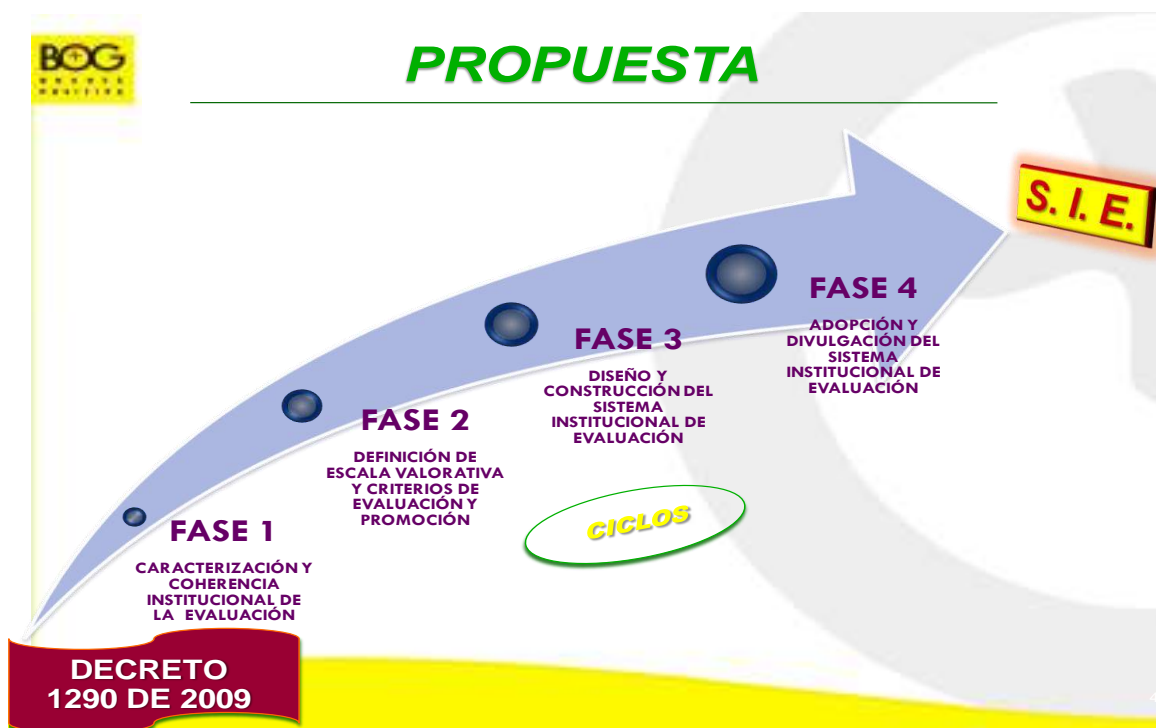 BOG
PROPUESTA
S. I. E.
FASE 4
ADOPCIÓN Y
DIVULGACIÓN DEL
SISTEMA
INSTITUCIONAL DE
EVALUACIÓN
FASE 3
DISEÑO Y
CONSTRUCCIÓN DEL
SISTEMA
INSTITUCIONAL DE
EVALUACIÓN
FASE 2
DEFINICIÓN DE
ESCALA VALORATIVA
Y CRITERIOS DE
EVALUACIÓN Y
PROMOCIÓN
CICLOS
FASE 1
CARACTERIZACIÓN Y
COHERENCIA
INSTITUCIONAL DE
LA EVALUACIÓN
DECRETO
1290 DE 2009